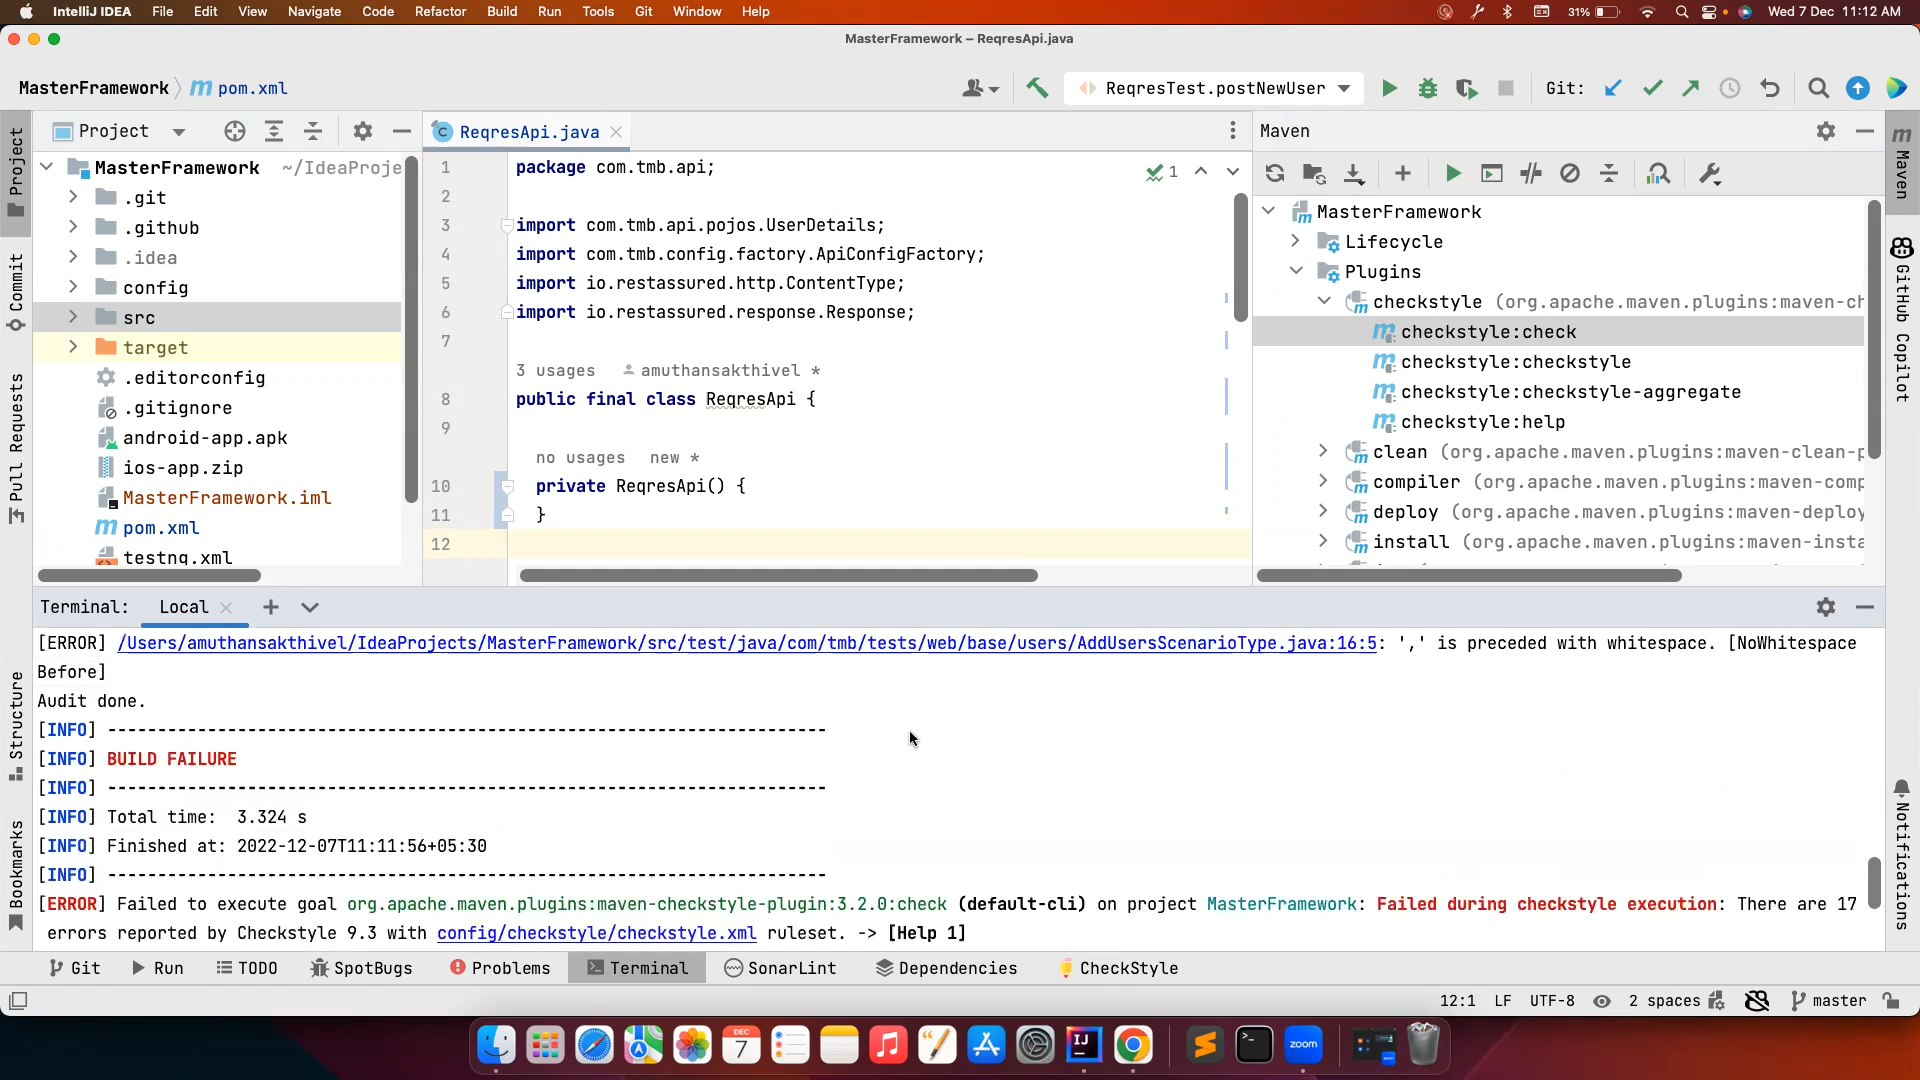 IntelliJ IDEA File Edit View Navigate Code Refactor Build Run Tools Git Window Help 31% Wed 7 Dec 11:12 AM
MasterFramework – ReqresApi.java
MasterFramework pom.xml ReqresTest.postNewUser Git:
Project
MasterFramework ~/IdeaProje
.git
.github
.idea
config
src
target
.editorconfig
.gitignore
android-app.apk
ios-app.zip
MasterFramework.iml
pom.xml
testng.xml
ReqresApi.java
1 package com.tmb.api;
1
2
3 import com.tmb.api.pojos.UserDetails;
4 import com.tmb.config.factory.ApiConfigFactory;
5 import io.restassured.http.ContentType;
6 import io.restassured.response.Response;
7
3 usages amuthansakthivel *
8 public final class ReqresApi {
9
no usages new *
10 private ReqresApi() {
11 }
12
Maven
MasterFramework
Lifecycle
Plugins
checkstyle (org.apache.maven.plugins:maven-ch
checkstyle:check
checkstyle:checkstyle
checkstyle:checkstyle-aggregate
checkstyle:help
clean (org.apache.maven.plugins:maven-clean-p
compiler (org.apache.maven.plugins:maven-comp
deploy (org.apache.maven.plugins:maven-deploy
install (org.apache.maven.plugins:maven-insta
Project
Commit
Pull Requests
Structure
Bookmarks
Maven
GitHub Copilot
Notifications
Terminal: Local
[ERROR] /Users/amuthansakthivel/IdeaProjects/MasterFramework/src/test/java/com/tmb/tests/web/base/users/AddUsersScenarioType.java:16:5: ',' is preceded with whitespace. [NoWhitespace
Before]
Audit done.
[INFO] ------------------------------------------------------------------------
[INFO] BUILD FAILURE
[INFO] ------------------------------------------------------------------------
[INFO] Total time: 3.324 s
[INFO] Finished at: 2022-12-07T11:11:56+05:30
[INFO] ------------------------------------------------------------------------
[ERROR] Failed to execute goal org.apache.maven.plugins:maven-checkstyle-plugin:3.2.0:check (default-cli) on project MasterFramework: Failed during checkstyle execution: There are 17
errors reported by Checkstyle 9.3 with config/checkstyle/checkstyle.xml ruleset. -> [Help 1]
Git Run TODO SpotBugs Problems Terminal SonarLint Dependencies CheckStyle
12:1 LF UTF-8 2 spaces master
DEC
7
IJ
zoom